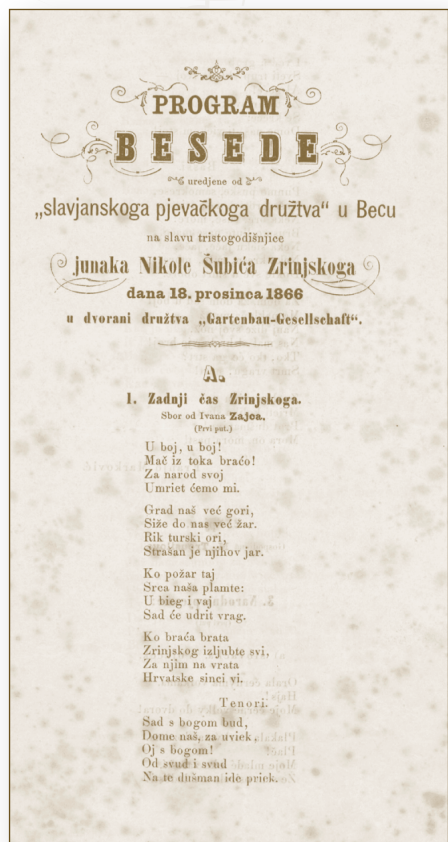 PROGRAM
BESEDE
uredjene od
„slavjanskoga pjevačkoga družtva“ u Becu
na slavu tristogodišnjice
junaka Nikole Šubića Zrinjskoga
dana 18. prosinca 1866
u dvorani družtva „Gartenbau-Gesellschaft“.
A.
1. Zadnji čas Zrinjskoga.
Sbor od Ivana Zajca.
(Prvi put.)
U boj, u boj!
Mač iz toka braćo!
Za narod svoj
Umriet ćemo mi.
Grad naš već gori,
Siže do nas već žar.
Rik turski ori,
Strašan je njihov jar.
Ko požar taj
Srca naša plamte:
U bieg i vaj
Sad će udrit vrag.
Ko braća brata
Zrinjskog izljubte svi,
Za njim na vrata
Hrvatske sinci vi.
Tenori.
Sad s bogom bud,
Dome naš, za uviek,
Oj s bogom!
Od svud i svud
Na te dušman ide priek.